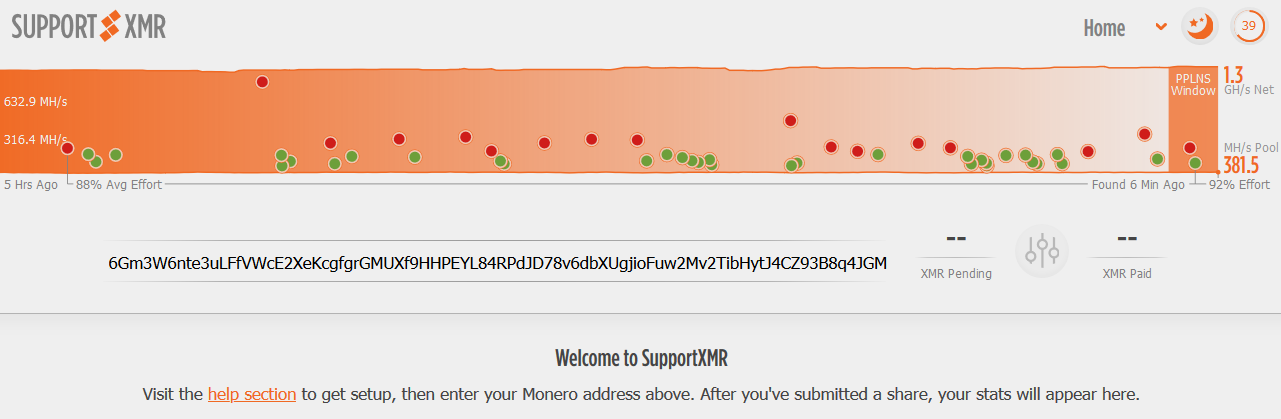 SUPPORT XMR
Home
39
632.9 MH/s
316.4 MH/s
PPLNS
Window
1.3
GH/s Net
MH/s Pool
381.5
5 Hrs Ago
88% Avg Effort
Found 6 Min Ago
92% Effort
6Gm3W6nte3uLFfVWcE2XeKcgfgrGMUXf9HHPEYL84RPdJD78v6dbXUgjioFuw2Mv2TibHytJ4CZ93B8q4JGM
--
XMR Pending
--
XMR Paid
Welcome to SupportXMR
Visit the help section to get setup, then enter your Monero address above. After you've submitted a share, your stats will appear here.